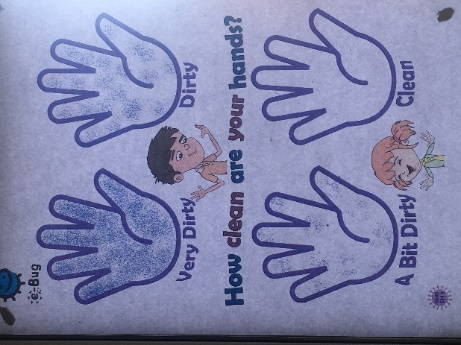 e-Bug
Very Dirty
Dirty
How clean are your hands?
A Bit Dirty
Clean